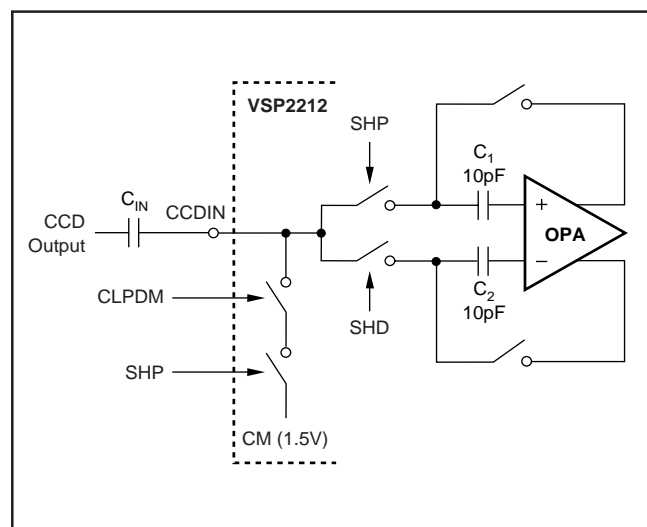 VSP2212
SHP
C1
10pF
CIN
CCDIN
CCD
Output
+
OPA
–
CLPDM
C2
10pF
SHD
SHP
CM (1.5V)